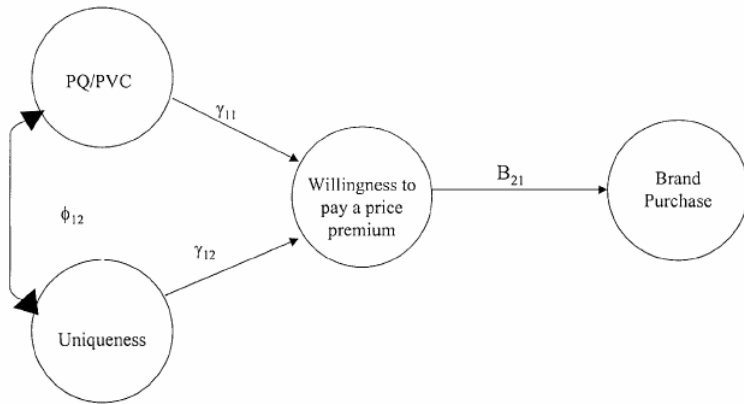 PQ/PVC
γ11
Willingness to
pay a price
premium
B21
Brand
Purchase
ϕ12
γ12
Uniqueness